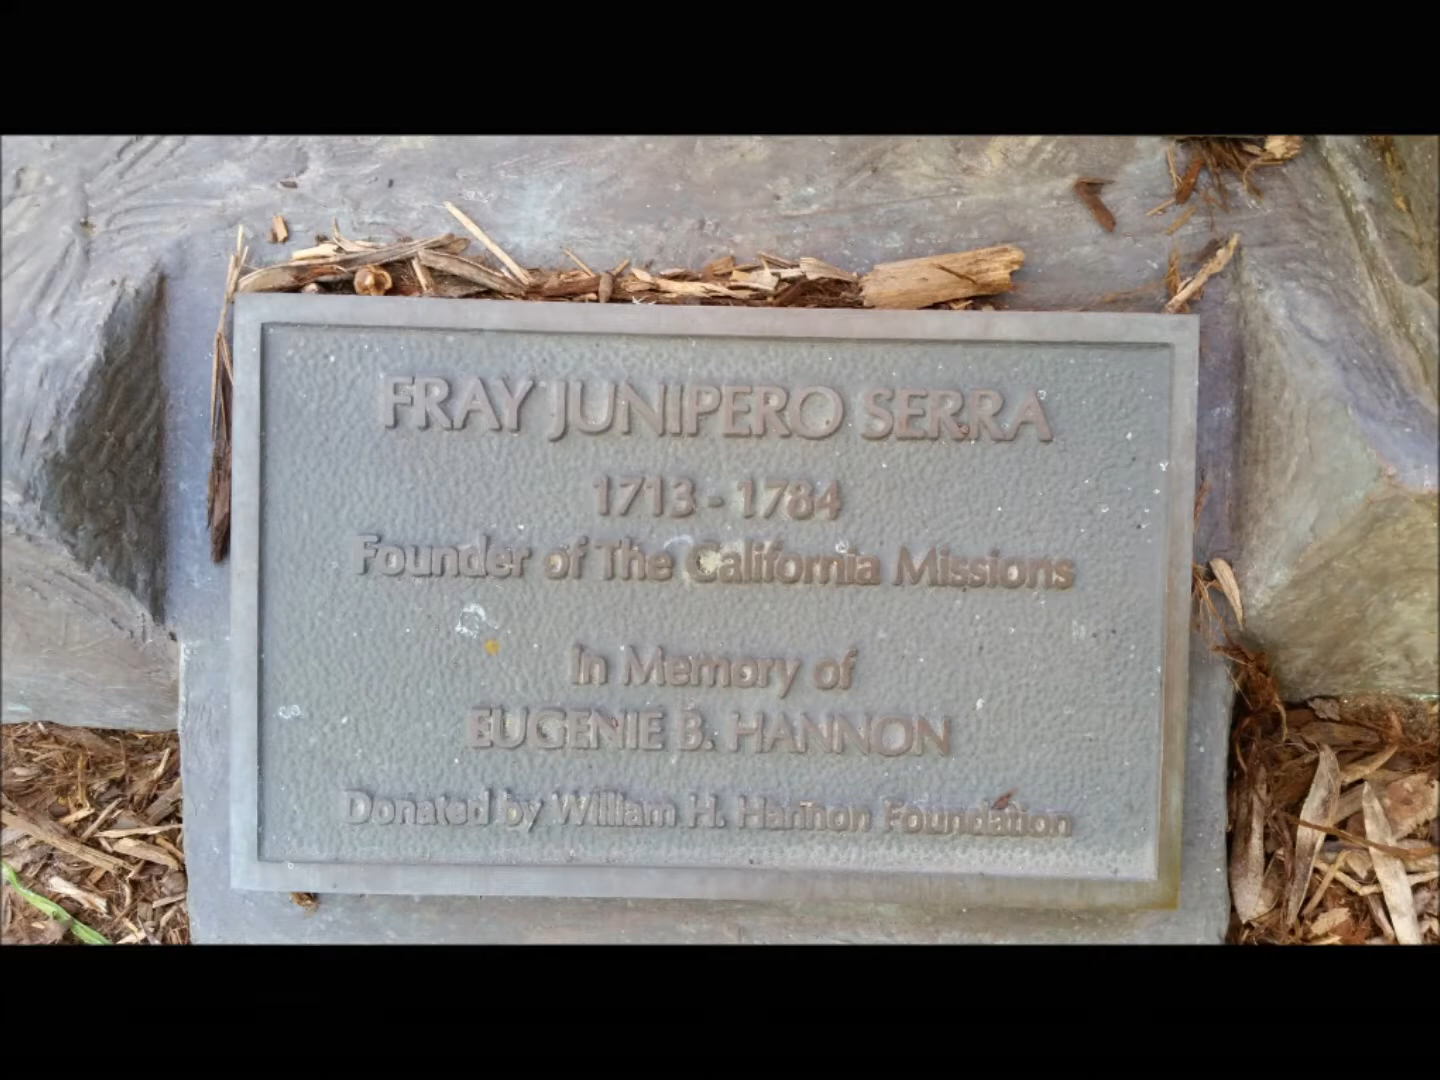 FRAY JUNIPERO SERRA
1713 - 1784
Founder of The California Missions
In Memory of
EUGENIE B. HANNON
Donated by William H. Hannon Foundation